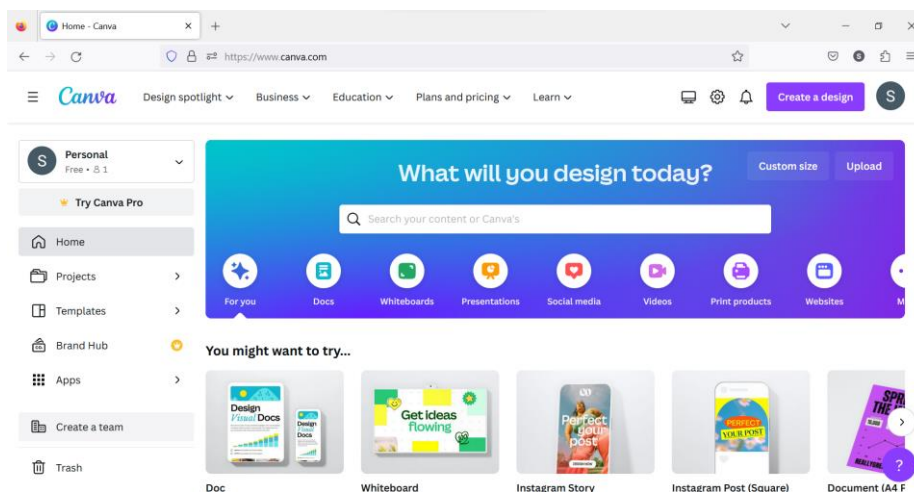 Home - Canva
https://www.canva.com
Canva
Design spotlight
Business
Education
Plans and pricing
Learn
Create a design
S
S
Personal
Free • 1
Try Canva Pro
What will you design today?
Custom size
Upload
Search your content or Canva's
Home
Projects
Templates
Brand Hub
Apps
Create a team
Trash
For you
Docs
Whiteboards
Presentations
Social media
Videos
Print products
Websites
M
You might want to try...
Design
Visual Docs
Design
Visual
Docs
Get ideas
flowing
Perfect
your
post
PERFECT
YOUR POST
THE
?
Doc
Whiteboard
Instagram Story
Instagram Post (Square)
Document (A4 P